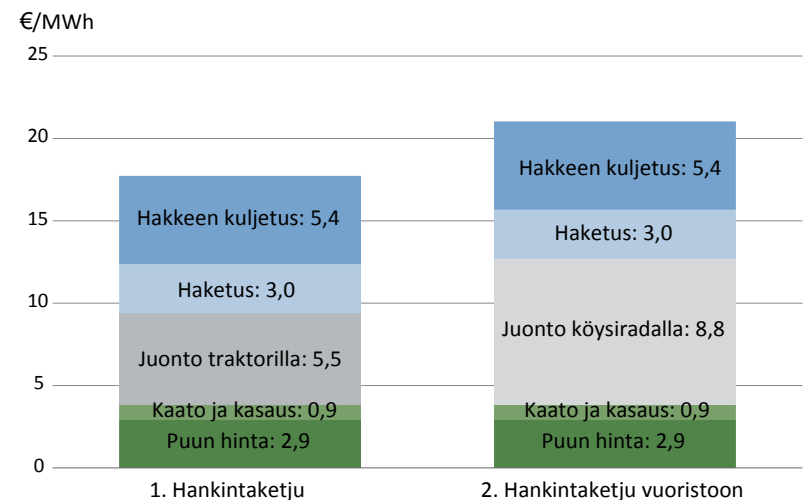 €/MWh
25
20
15
10
5
0
Hakkeen kuljetus: 5,4
Haketus: 3,0
Juonto traktorilla: 5,5
Kaato ja kasaus: 0,9
Puun hinta: 2,9
1. Hankintaketju
Hakkeen kuljetus: 5,4
Haketus: 3,0
Juonto köysiradalla: 8,8
Kaato ja kasaus: 0,9
Puun hinta: 2,9
2. Hankintaketju vuoristoon